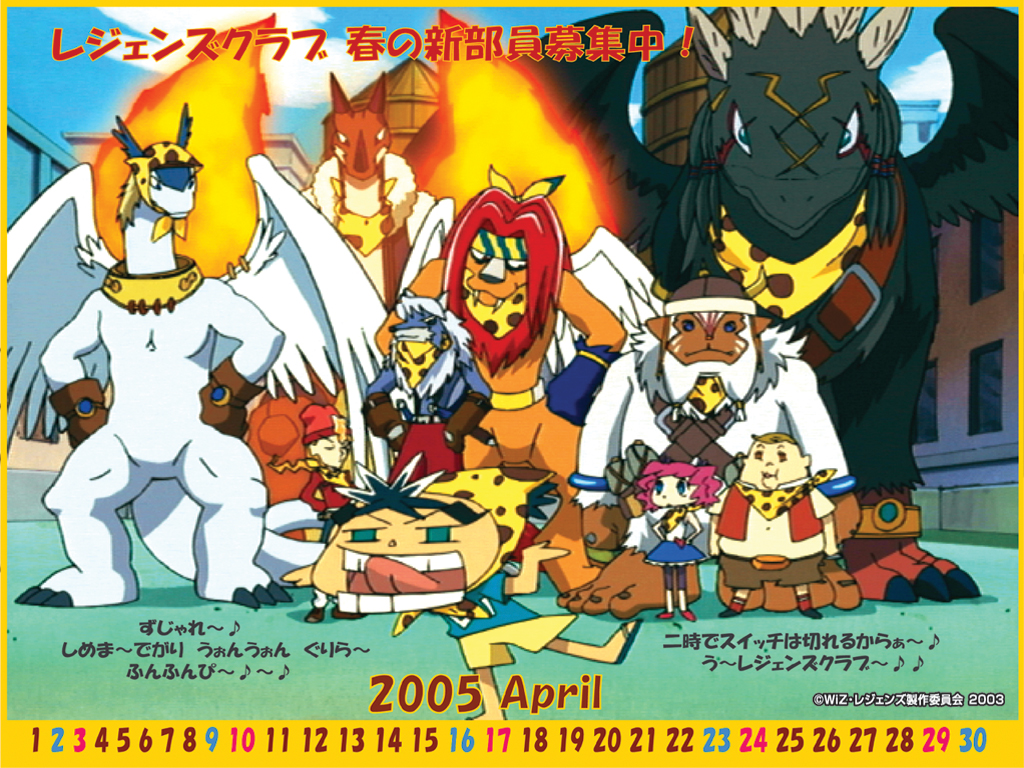 レジェンズクラブ 春の新部員募集中！
ずじゃれ～♪
しめま～でがり うぉんうぉん ぐりら～
ふんふんぴ～♪～♪
二時でスイッチは切れるからぁ～♪
う～レジェンズクラブ～♪♪
2005 April
©WiZ・レジェンズ製作委員会 2003
1 2 3 4 5 6 7 8 9 10 11 12 13 14 15 16 17 18 19 20 21 22 23 24 25 26 27 28 29 30